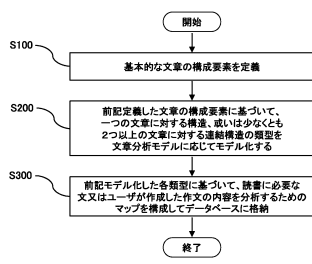 開始
S100
基本的な文章の構成要素を定義
S200
前記定義した文章の構成要素に基づいて、
一つの文章に対する構造、或いは少なくとも
2つ以上の文章に対する連結構造の類型を
文章分析モデルに応じてモデル化する
S300
前記モデル化した各類型に基づいて、読書に必要な
文又はユーザが作成した作文の内容を分析するための
マップを構成してデータベースに格納
終了